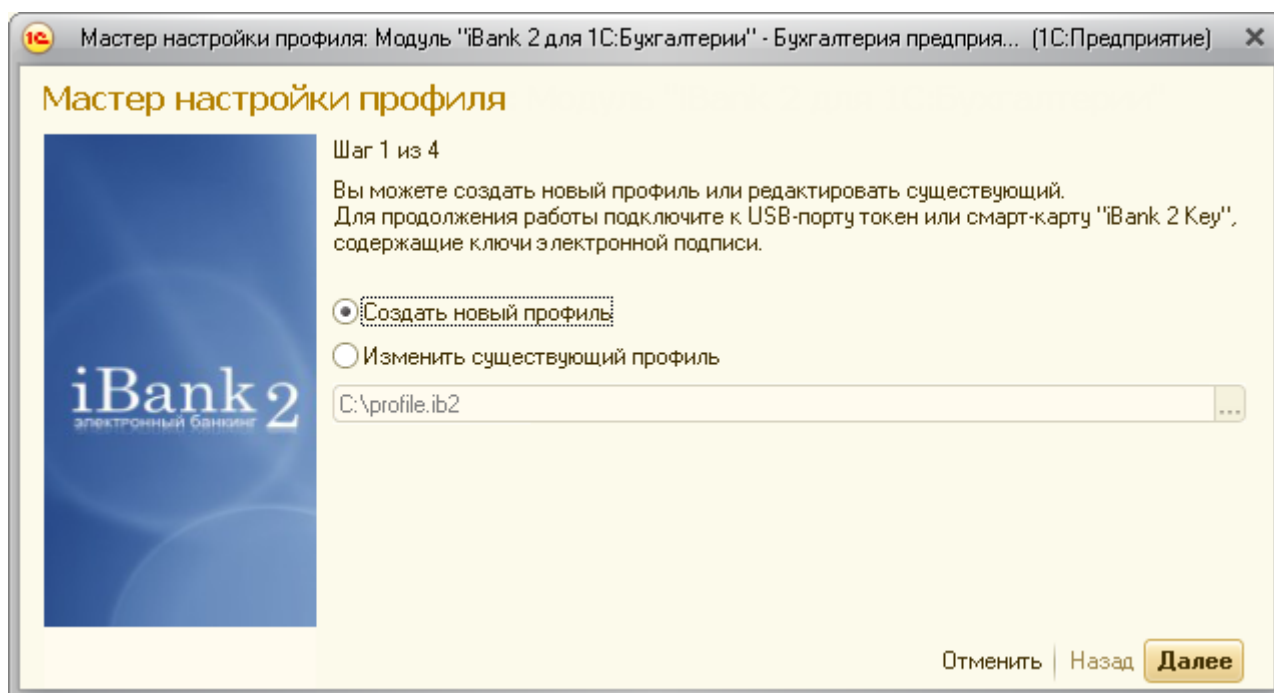 1С Мастер настройки профиля: Модуль "iBank 2 для 1С:Бухгалтерии" - Бухгалтерия предприя... (1С:Предприятие)
Мастер настройки профиля
Шаг 1 из 4
Вы можете создать новый профиль или редактировать существующий.
Для продолжения работы подключите к USB-порту токен или смарт-карту "iBank 2 Key",
содержащие ключи электронной подписи.
Создать новый профиль
Изменить существующий профиль
iBank 2
электронный банкинг
C:\profile.ib2
...
Отменить Назад Далее